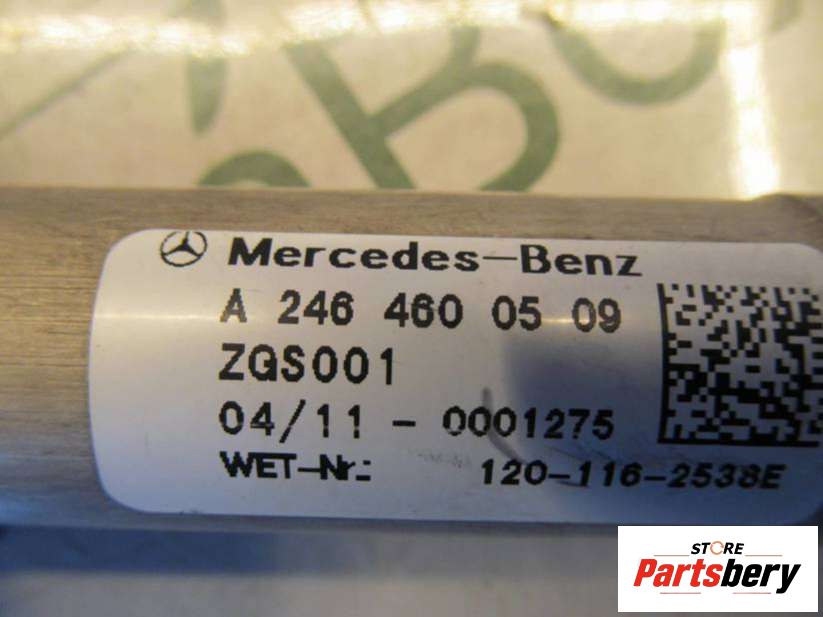 Mercedes-Benz
A 246 460 05 09
ZGS001
04/11 - 0001275
WET-Nr.: 120-116-2538E
STORE
Partsbery